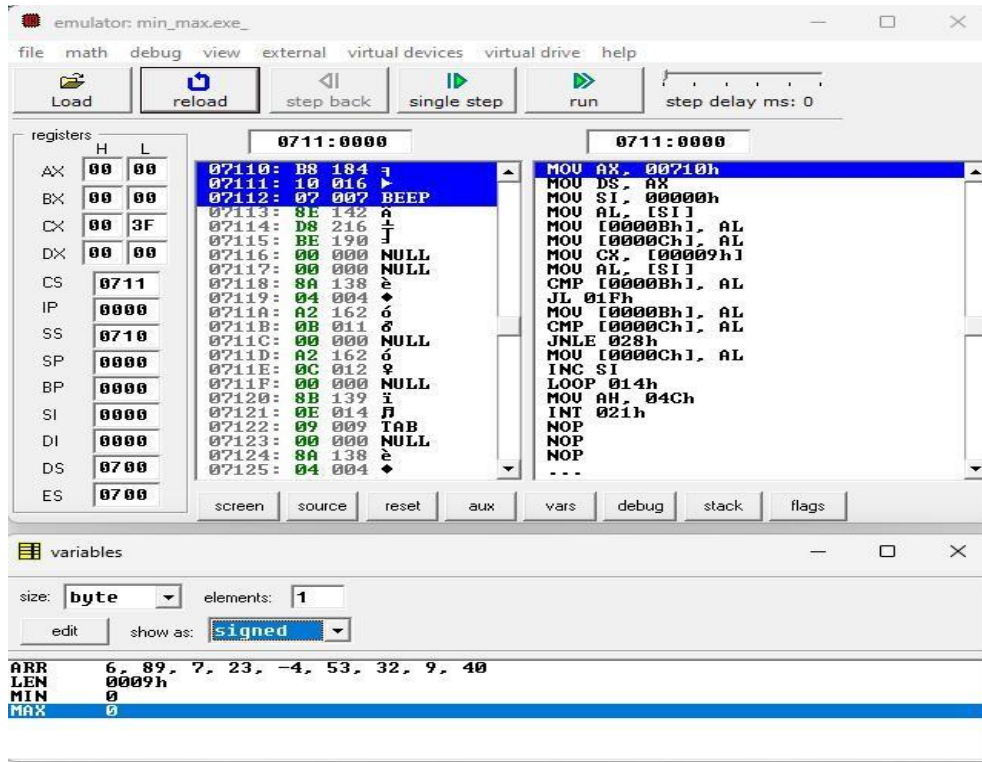 emulator: min_max.exe_
file math debug view external virtual devices virtual drive help
Load reload step back single step run step delay ms: 0
registers
H L
AX 00 00
BX 00 00
CX 00 3F
DX 00 00
CS 0711
IP 0000
SS 0710
SP 0000
BP 0000
SI 0000
DI 0000
DS 0700
ES 0700
0711:0000
07110: B8 184 ╕
07111: 10 016 ►
07112: 07 007 BEEP
07113: 8E 142 Ä
07114: D8 216 ╪
07115: BE 190 ╛
07116: 00 000 NULL
07117: 00 000 NULL
07118: 8A 138 è
07119: 04 004 ♦
0711A: A2 162 ó
0711B: 0B 011 ♂
0711C: 00 000 NULL
0711D: A2 162 ó
0711E: 0C 012 ♀
0711F: 00 000 NULL
07120: 8B 139 ï
07121: 0E 014 ♫
07122: 09 009 TAB
07123: 00 000 NULL
07124: 8A 138 è
07125: 04 004 ♦
0711:0000
MOV AX, 00710h
MOV DS, AX
MOV SI, 00000h
MOV AL, [SI]
MOV [0000Bh], AL
MOV [0000Ch], AL
MOV CX, [00009h]
MOV AL, [SI]
CMP [0000Bh], AL
JL 01Fh
MOV [0000Bh], AL
CMP [0000Ch], AL
JNLE 028h
MOV [0000Ch], AL
INC SI
LOOP 014h
MOV AH, 04Ch
INT 021h
NOP
NOP
NOP
...
screen source reset aux vars debug stack flags
variables
size: byte elements: 1
edit show as: signed
ARR 6, 89, 7, 23, -4, 53, 32, 9, 40
LEN 0009h
MIN 0
MAX 0